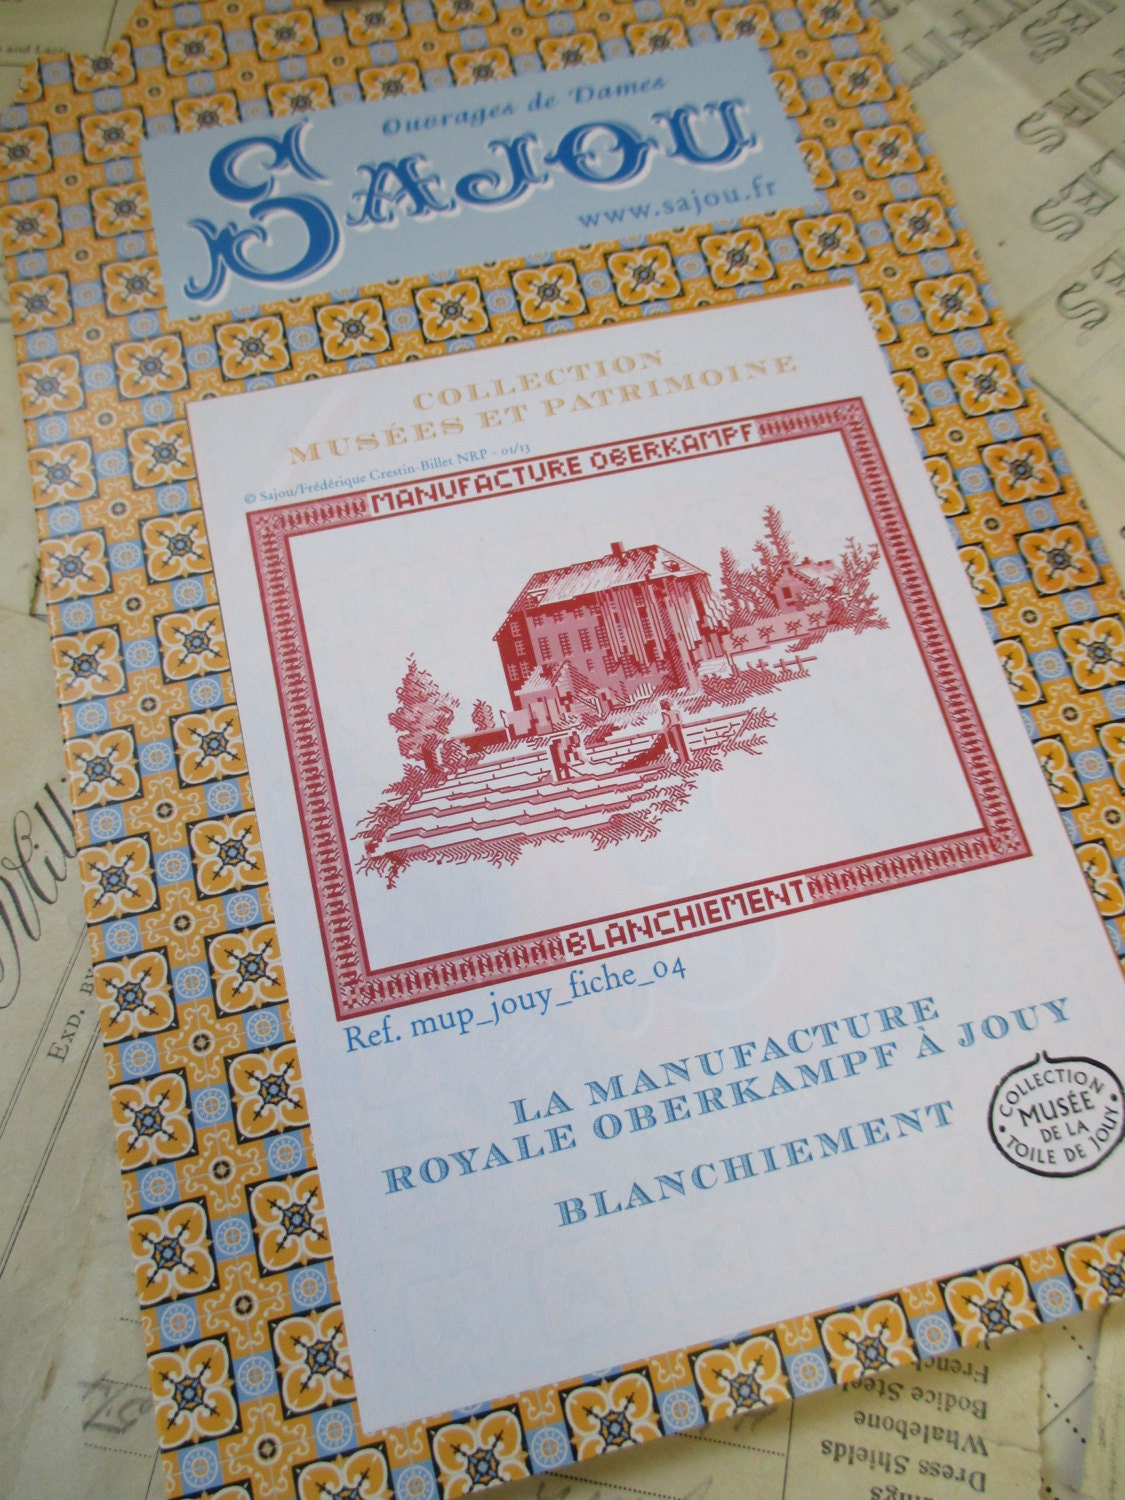 Ouvrages de Dames
SAJOU
www.sajou.fr
COLLECTION
MUSÉES ET PATRIMOINE
© Sajou/Frédérique Crestin-Billet NRP - 01/13
MANUFACTURE OBERKAMPF
BLANCHIEMENT
Ref. mup_jouy_fiche_04
LA MANUFACTURE
ROYALE OBERKAMPF À JOUY
BLANCHIEMENT
COLLECTION
MUSÉE
DE LA
TOILE DE JOUY
EXD. BY
French
Bodice Steel
Whalebone
Dress Shields